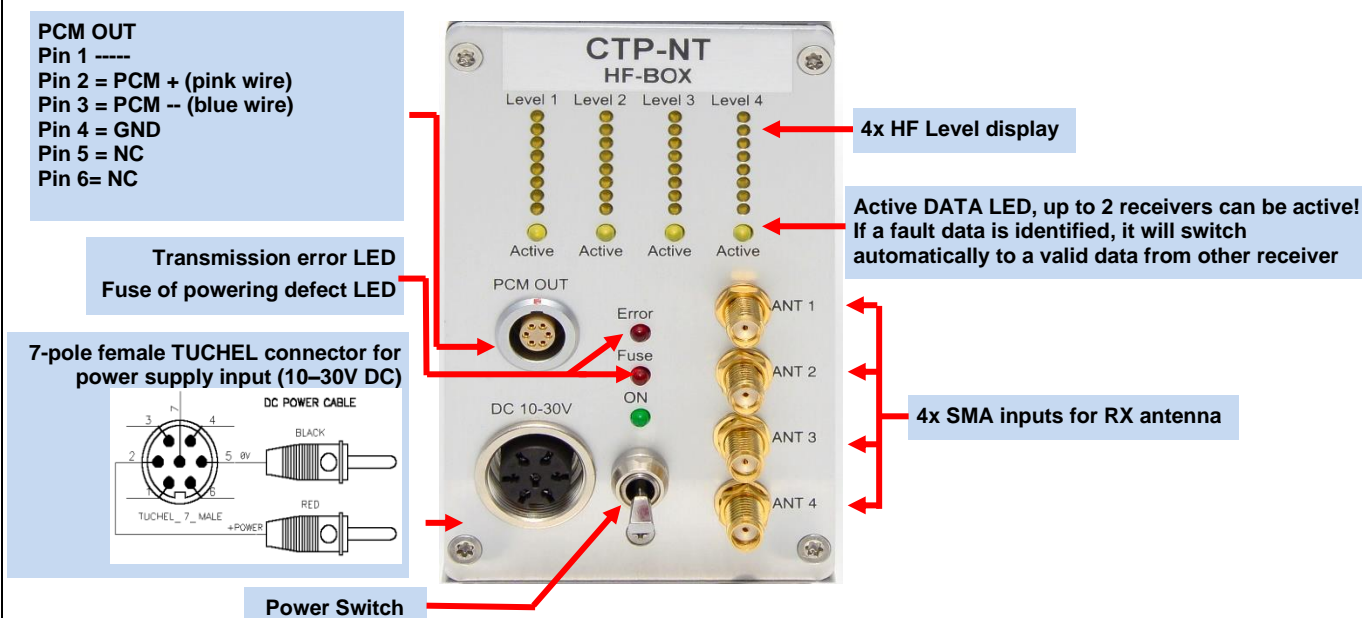 PCM OUT
Pin 1 -----
Pin 2 = PCM + (pink wire)
Pin 3 = PCM -- (blue wire)
Pin 4 = GND
Pin 5 = NC
Pin 6= NC
CTP-NT
HF-BOX
Level 1 Level 2 Level 3 Level 4
4x HF Level display
Active DATA LED, up to 2 receivers can be active!
If a fault data is identified, it will switch
automatically to a valid data from other receiver
Active Active Active Active
Transmission error LED
Fuse of powering defect LED
PCM OUT
Error
Fuse
ON
ANT 1
ANT 2
ANT 3
ANT 4
4x SMA inputs for RX antenna
7-pole female TUCHEL connector for
power supply input (10–30V DC)
DC POWER CABLE
7
3 4
BLACK
2 5 0V
1 6
RED
TUCHEL_ 7_ MALE
+POWER
DC 10-30V
Power Switch